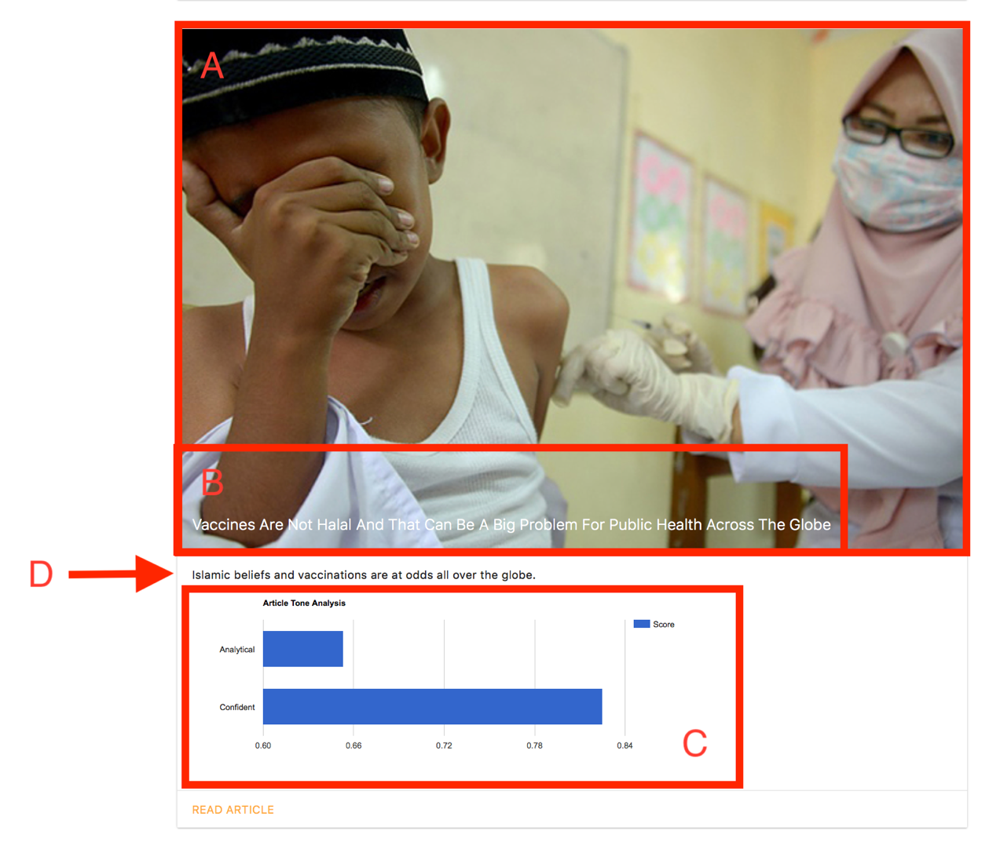 A
B
Vaccines Are Not Halal And That Can Be A Big Problem For Public Health Across The Globe
D
Islamic beliefs and vaccinations are at odds all over the globe.
Article Tone Analysis
Score
Analytical
Confident
0.60 0.66 0.72 0.78 0.84
C
READ ARTICLE